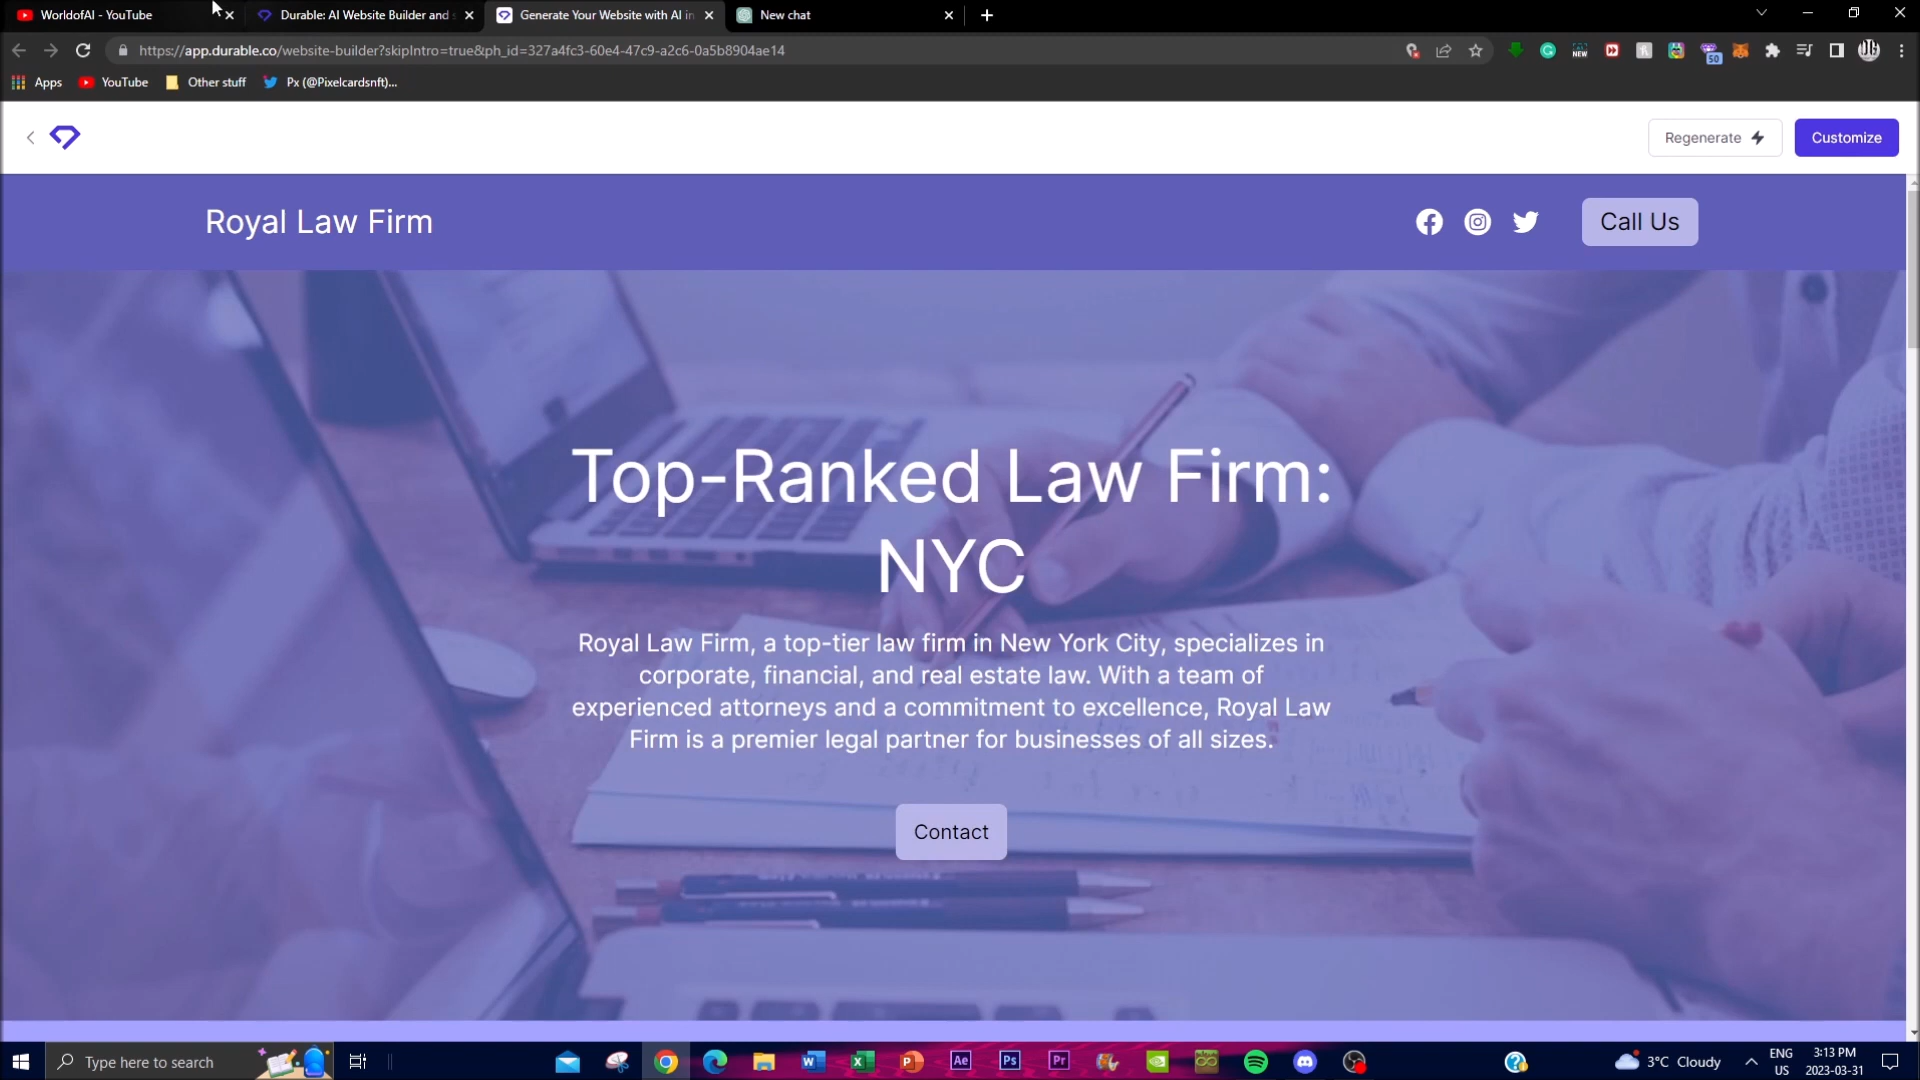 WorldofAI - YouTube
Durable: AI Website Builder and s
Generate Your Website with AI in
New chat
https://app.durable.co/website-builder?skipIntro=true&ph_id=327a4fc3-60e4-47c9-a2c6-0a5b8904ae14
NEW
50
Apps
YouTube
Other stuff
Px (@Pixelcardsnft)...
Regenerate
Customize
Royal Law Firm
Call Us
Top-Ranked Law Firm:
NYC
Royal Law Firm, a top-tier law firm in New York City, specializes in
corporate, financial, and real estate law. With a team of
experienced attorneys and a commitment to excellence, Royal Law
Firm is a premier legal partner for businesses of all sizes.
Contact
Type here to search
Ae
Ps
Pr
3°C Cloudy
ENG
US
3:13 PM
2023-03-31